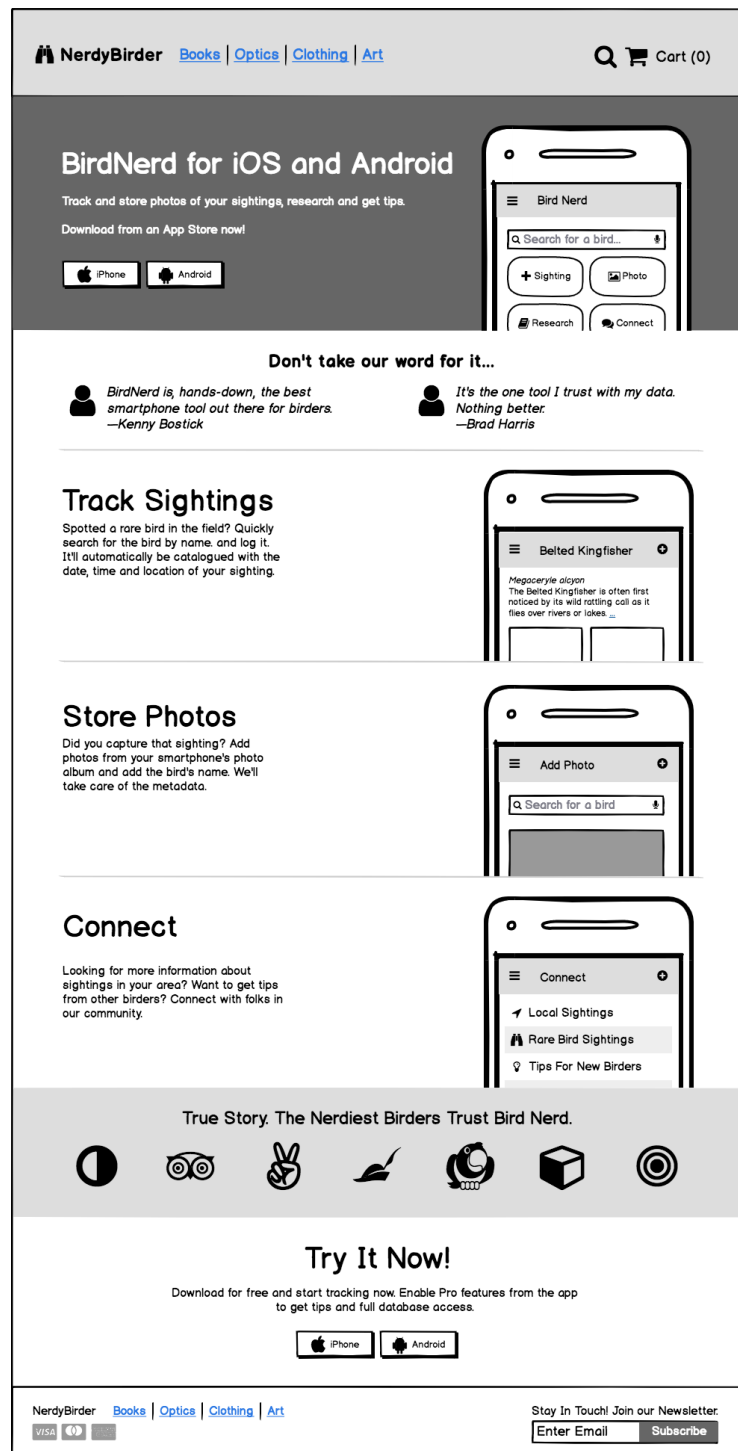 NerdyBirder Books Optics Clothing Art Cart (0)
BirdNerd for iOS and Android
Track and store photos of your sightings, research and get tips.
Download from an App Store now!
iPhone Android
Bird Nerd
Search for a bird...
Sighting Photo
Research Connect
Don't take our word for it...
BirdNerd is, hands-down, the best
smartphone tool out there for birders.
—Kenny Bostick
It's the one tool I trust with my data.
Nothing better.
—Brad Harris
Track Sightings
Spotted a rare bird in the field? Quickly
search for the bird by name. and log it.
It'll automatically be catalogued with the
date, time and location of your sighting.
Belted Kingfisher
Megaceryle alcyon
The Belted Kingfisher is often first
noticed by its wild rattling call as it
flies over rivers or lakes. ...
Store Photos
Did you capture that sighting? Add
photos from your smartphone's photo
album and add the bird's name. We'll
take care of the metadata.
Add Photo
Search for a bird
Connect
Looking for more information about
sightings in your area? Want to get tips
from other birders? Connect with folks in
our community.
Connect
Local Sightings
Rare Bird Sightings
Tips For New Birders
True Story. The Nerdiest Birders Trust Bird Nerd.
Try It Now!
Download for free and start tracking now. Enable Pro features from the app
to get tips and full database access.
iPhone Android
NerdyBirder Books Optics Clothing Art
VISA
Stay In Touch! Join our Newsletter.
Enter Email Subscribe